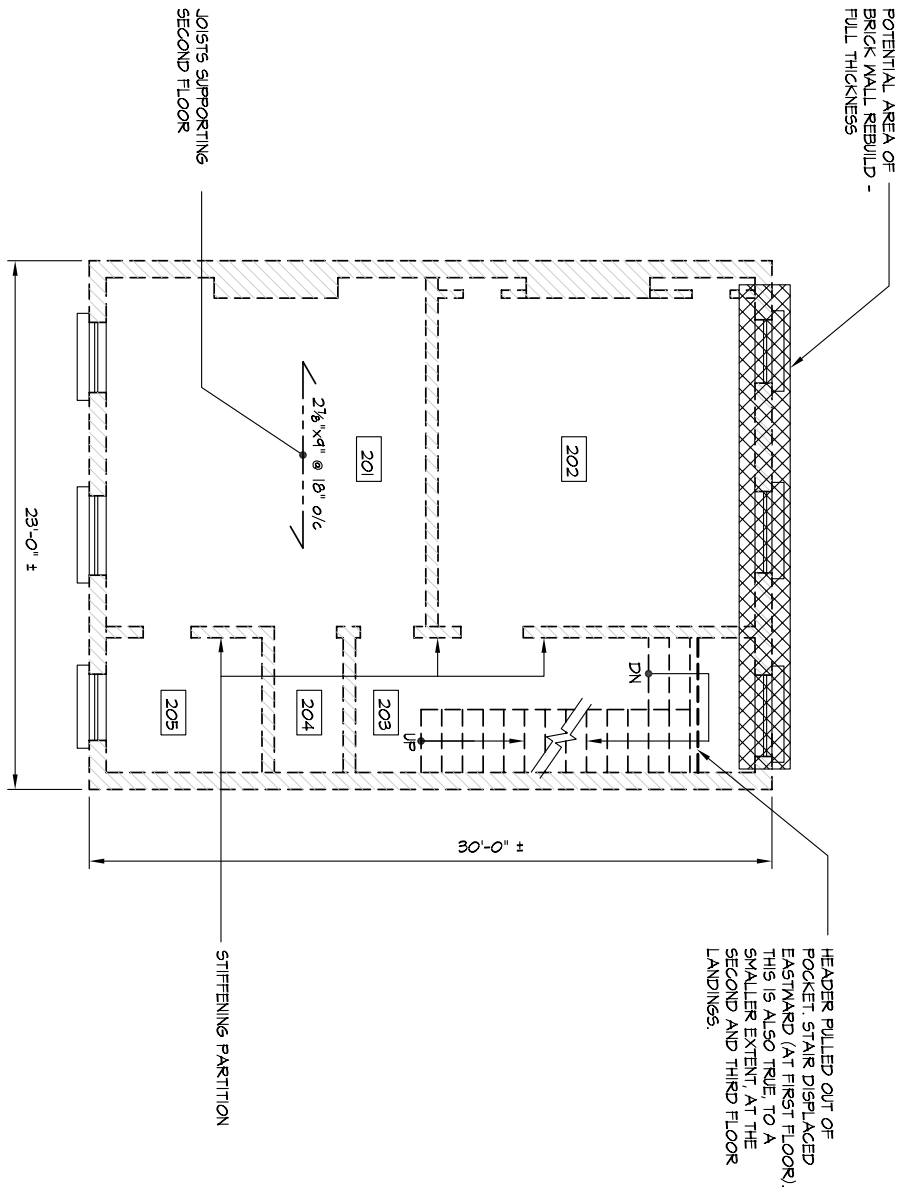 POTENTIAL AREA OF
BRICK WALL REBUILD -
FULL THICKNESS
JOISTS SUPPORTING
SECOND FLOOR
202
201
2⅞"x9" @ 18" o/c
203
204
205
DN
UP
23'-0" ±
30'-0" ±
HEADER PULLED OUT OF
POCKET. STAIR DISPLACED
EASTWARD (AT FIRST FLOOR).
THIS IS ALSO TRUE, TO A
SMALLER EXTENT, AT THE
SECOND AND THIRD FLOOR
LANDINGS.
STIFFENING PARTITION